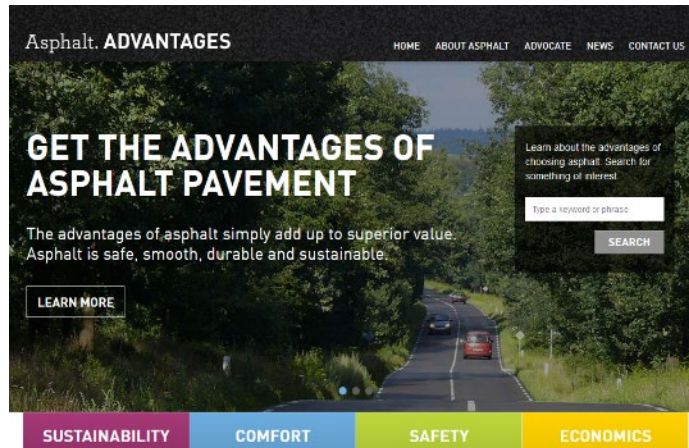 Asphalt. ADVANTAGES
HOME ABOUT ASPHALT ADVOCATE NEWS CONTACT US
GET THE ADVANTAGES OF
ASPHALT PAVEMENT
The advantages of asphalt simply add up to superior value.
Asphalt is safe, smooth, durable and sustainable.
LEARN MORE
Learn about the advantages of
choosing asphalt. Search for
something of interest
Type a keyword or phrase
SEARCH
SUSTAINABILITY COMFORT SAFETY ECONOMICS